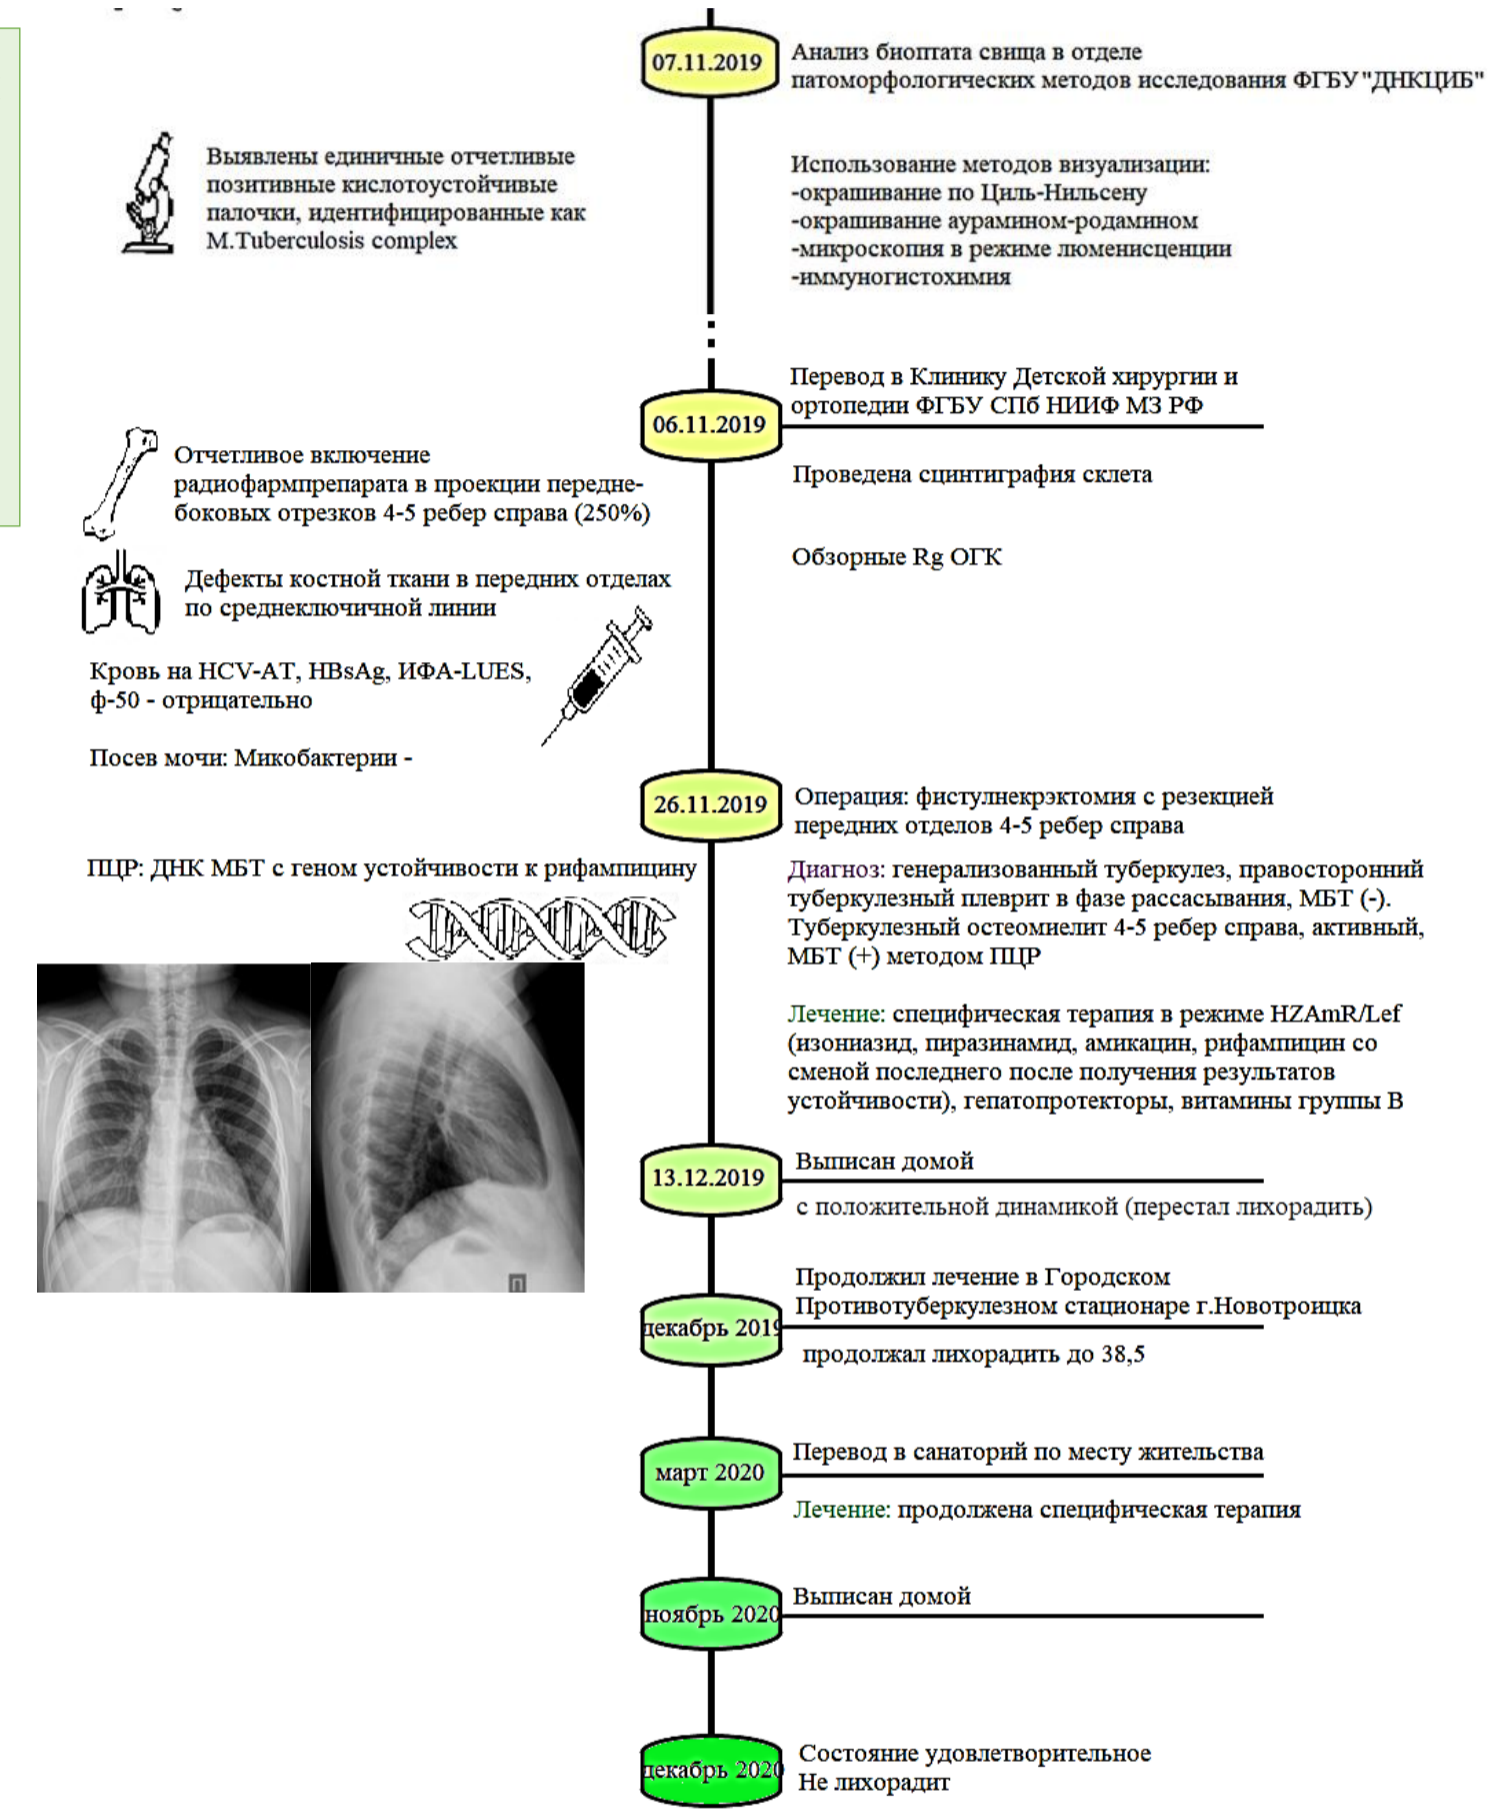 07.11.2019
Анализ биоптата свища в отделе
патоморфологических методов исследования ФГБУ "ДНКЦИБ"
Выявлены единичные отчетливые
позитивные кислотоустойчивые
палочки, идентифицированные как
M.Tuberculosis complex
Использование методов визуализации:
-окрашивание по Циль-Нильсену
-окрашивание аурамином-родамином
-микроскопия в режиме люменисценции
-иммуногистохимия
06.11.2019
Перевод в Клинику Детской хирургии и
ортопедии ФГБУ СПб НИИФ МЗ РФ
Отчетливое включение
радиофармпрепарата в проекции передне-
боковых отрезков 4-5 ребер справа (250%)
Проведена сцинтиграфия склета
Дефекты костной ткани в передних отделах
по среднеключичной линии
Обзорные Rg ОГК
Кровь на HCV-AT, HBsAg, ИФА-LUES,
ф-50 - отрицательно
Посев мочи: Микобактерии -
26.11.2019
Операция: фистулнекрэктомия с резекцией
передних отделов 4-5 ребер справа
ПЦР: ДНК МБТ с геном устойчивости к рифампицину
Диагноз: генерализованный туберкулез, правосторонний
туберкулезный плеврит в фазе рассасывания, МБТ (-).
Туберкулезный остеомиелит 4-5 ребер справа, активный,
МБТ (+) методом ПЦР
Лечение: специфическая терапия в режиме HZAmR/Lef
(изониазид, пиразинамид, амикацин, рифампицин со
сменой последнего после получения результатов
устойчивости), гепатопротекторы, витамины группы В
П
13.12.2019
Выписан домой
с положительной динамикой (перестал лихорадить)
декабрь 2019
Продолжил лечение в Городском
Противотуберкулезном стационаре г.Новотроицка
продолжал лихорадить до 38,5
март 2020
Перевод в санаторий по месту жительства
Лечение: продолжена специфическая терапия
ноябрь 2020
Выписан домой
декабрь 2020
Состояние удовлетворительное
Не лихорадит